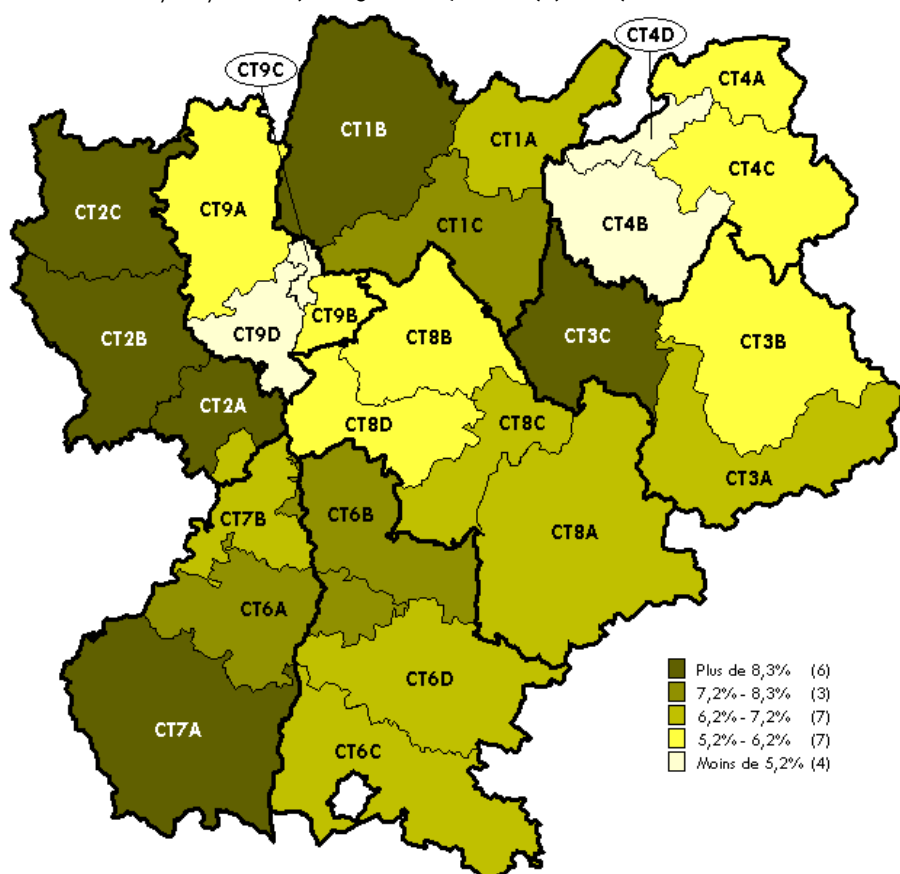 CT4D
CT9C
CT4A
CT1B
CT1A
CT4C
CT2C
CT9A
CT1C
CT4B
CT9B
CT2B
CT9D
CT8B
CT3C
CT3B
CT2A
CT8D
CT8C
CT3A
CT6B
CT7B
CT8A
CT6A
CT6D
Plus de 8,3% (6)
7,2% - 8,3% (3)
6,2% - 7,2% (7)
5,2% - 6,2% (7)
Moins de 5,2% (4)
CT7A
CT6C